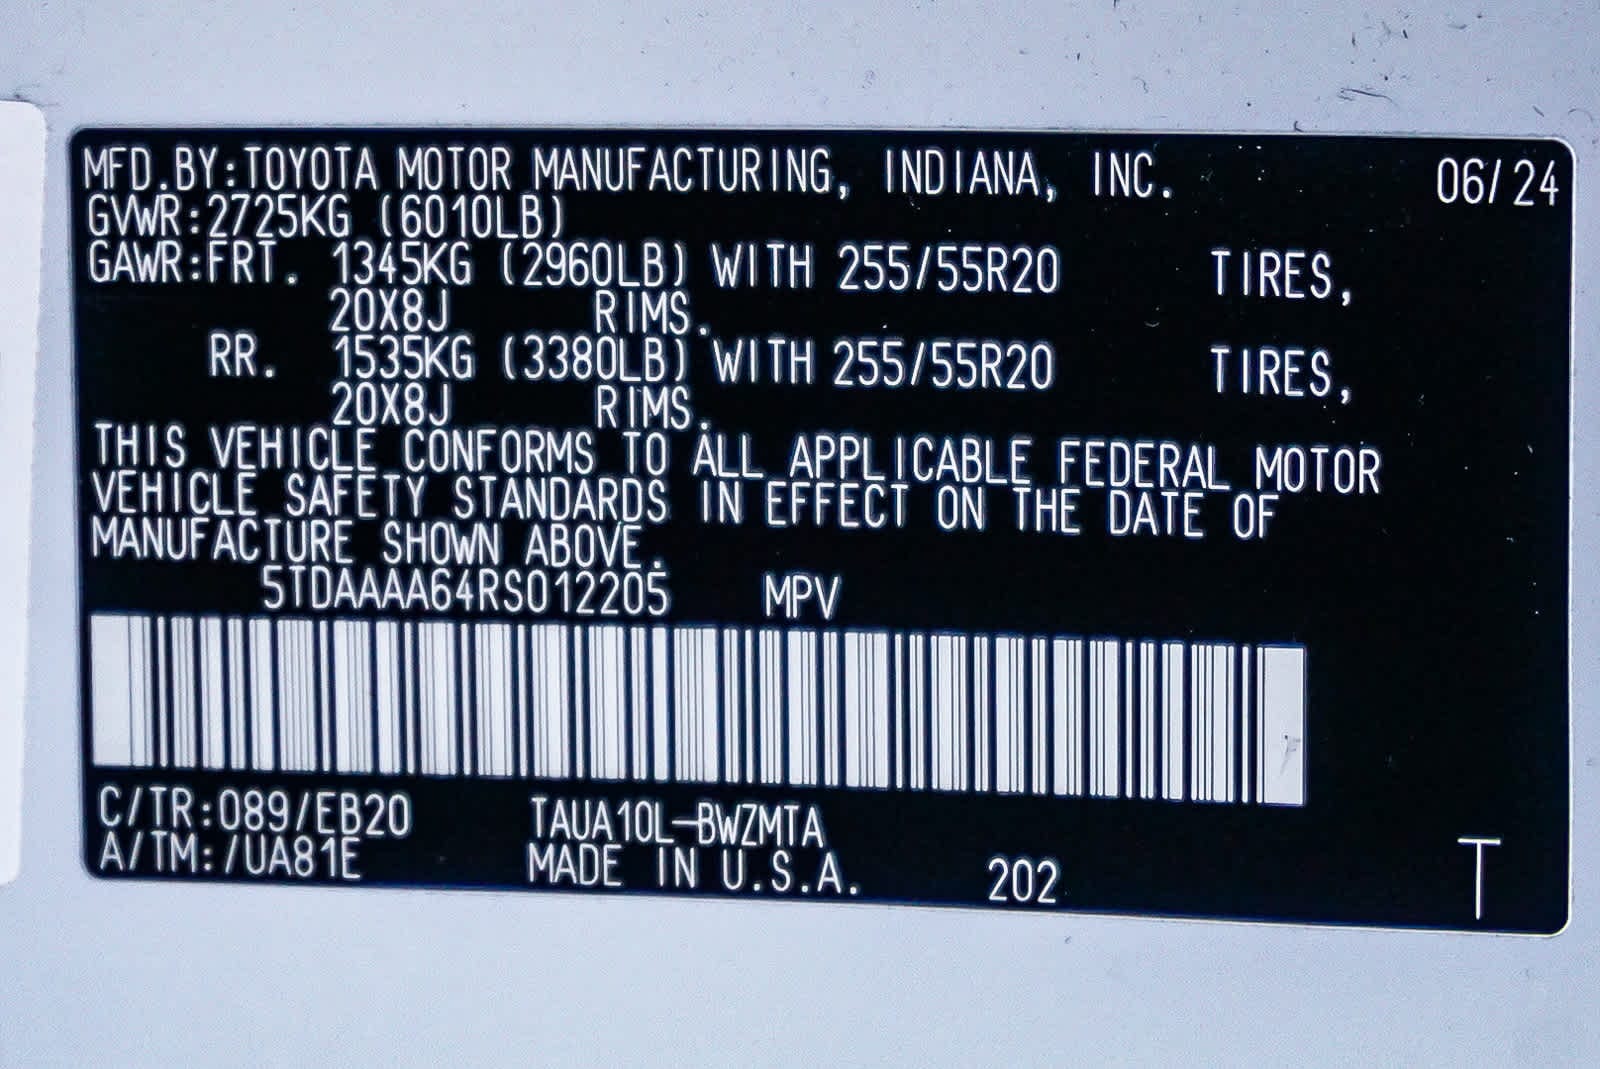 MFD.BY:TOYOTA MOTOR MANUFACTURING, INDIANA, INC. 06/24
GVWR:2725KG (6010LB)
GAWR:FRT. 1345KG (2960LB) WITH 255/55R20 TIRES,
20X8J RIMS.
RR. 1535KG (3380LB) WITH 255/55R20 TIRES,
20X8J RIMS.
THIS VEHICLE CONFORMS TO ALL APPLICABLE FEDERAL MOTOR
VEHICLE SAFETY STANDARDS IN EFFECT ON THE DATE OF
MANUFACTURE SHOWN ABOVE.
5TDAAAA64RS012205 MPV
C/TR:089/EB20 TAUA10L-BWZMTA
A/TM:/UA81E MADE IN U.S.A. 202 T